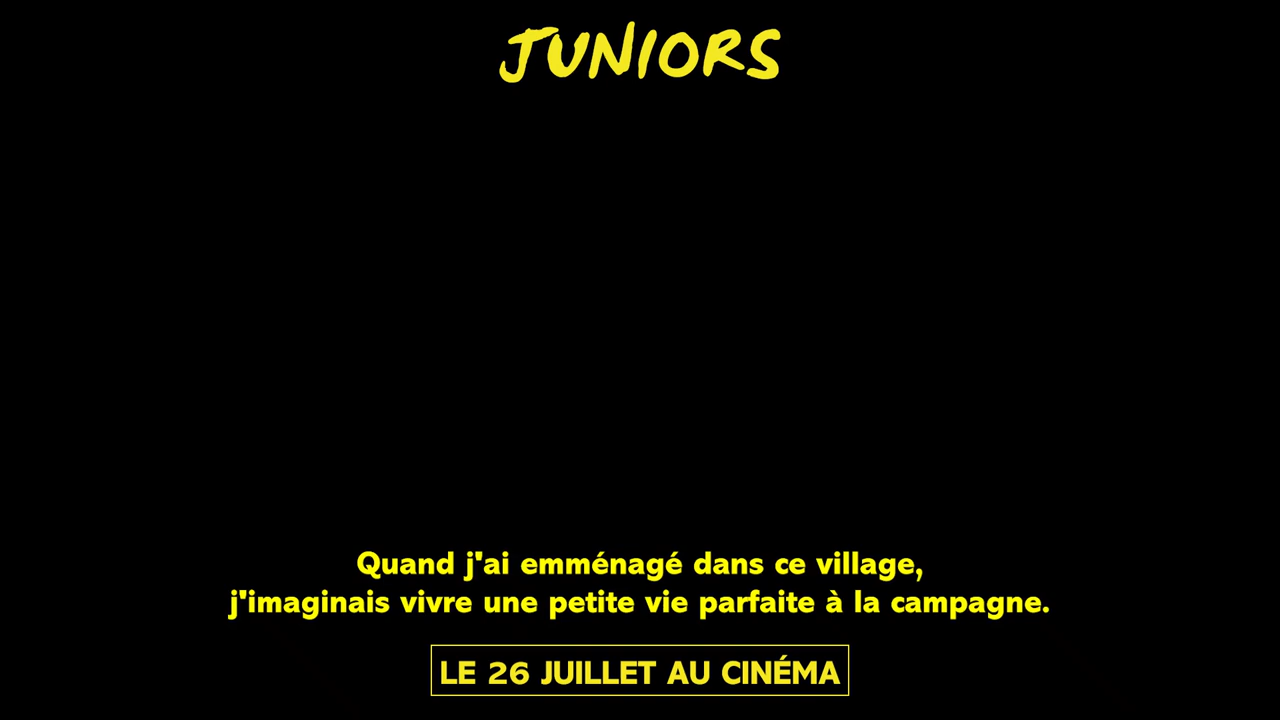 JUNIORS
Quand j'ai emménagé dans ce village,
j'imaginais vivre une petite vie parfaite à la campagne.
LE 26 JUILLET AU CINÉMA